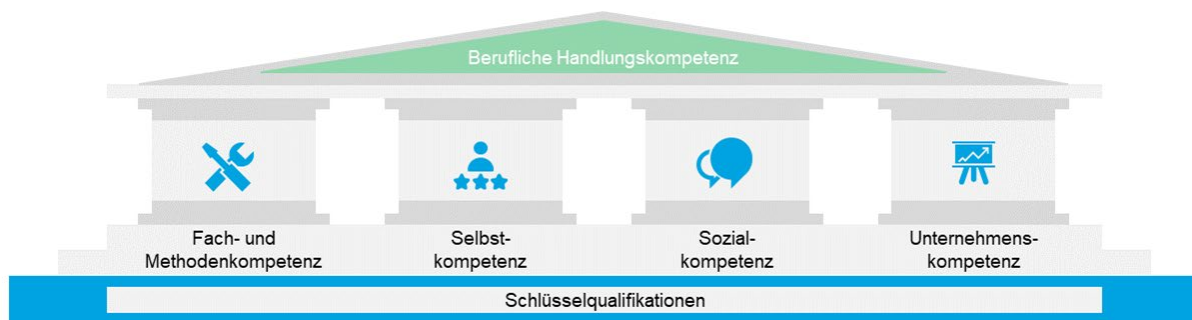 Berufliche Handlungskompetenz
Fach- und
Methodenkompetenz
Selbst-
kompetenz
Sozial-
kompetenz
Unternehmens-
kompetenz
Schlüsselqualifikationen